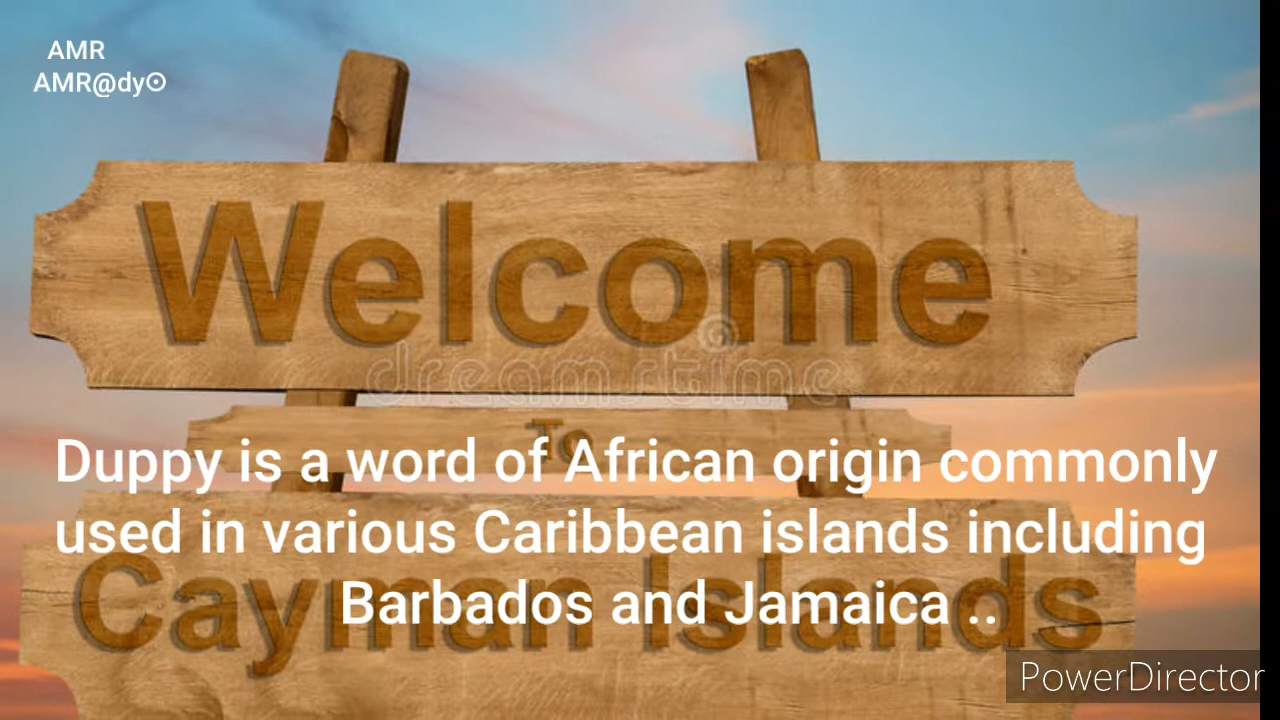 AMR
AMR@dy⊙
Welcome
dreamstime
To
Duppy is a word of African origin commonly
used in various Caribbean islands including
Cayman Islands
Barbados and Jamaica ..
PowerDirector